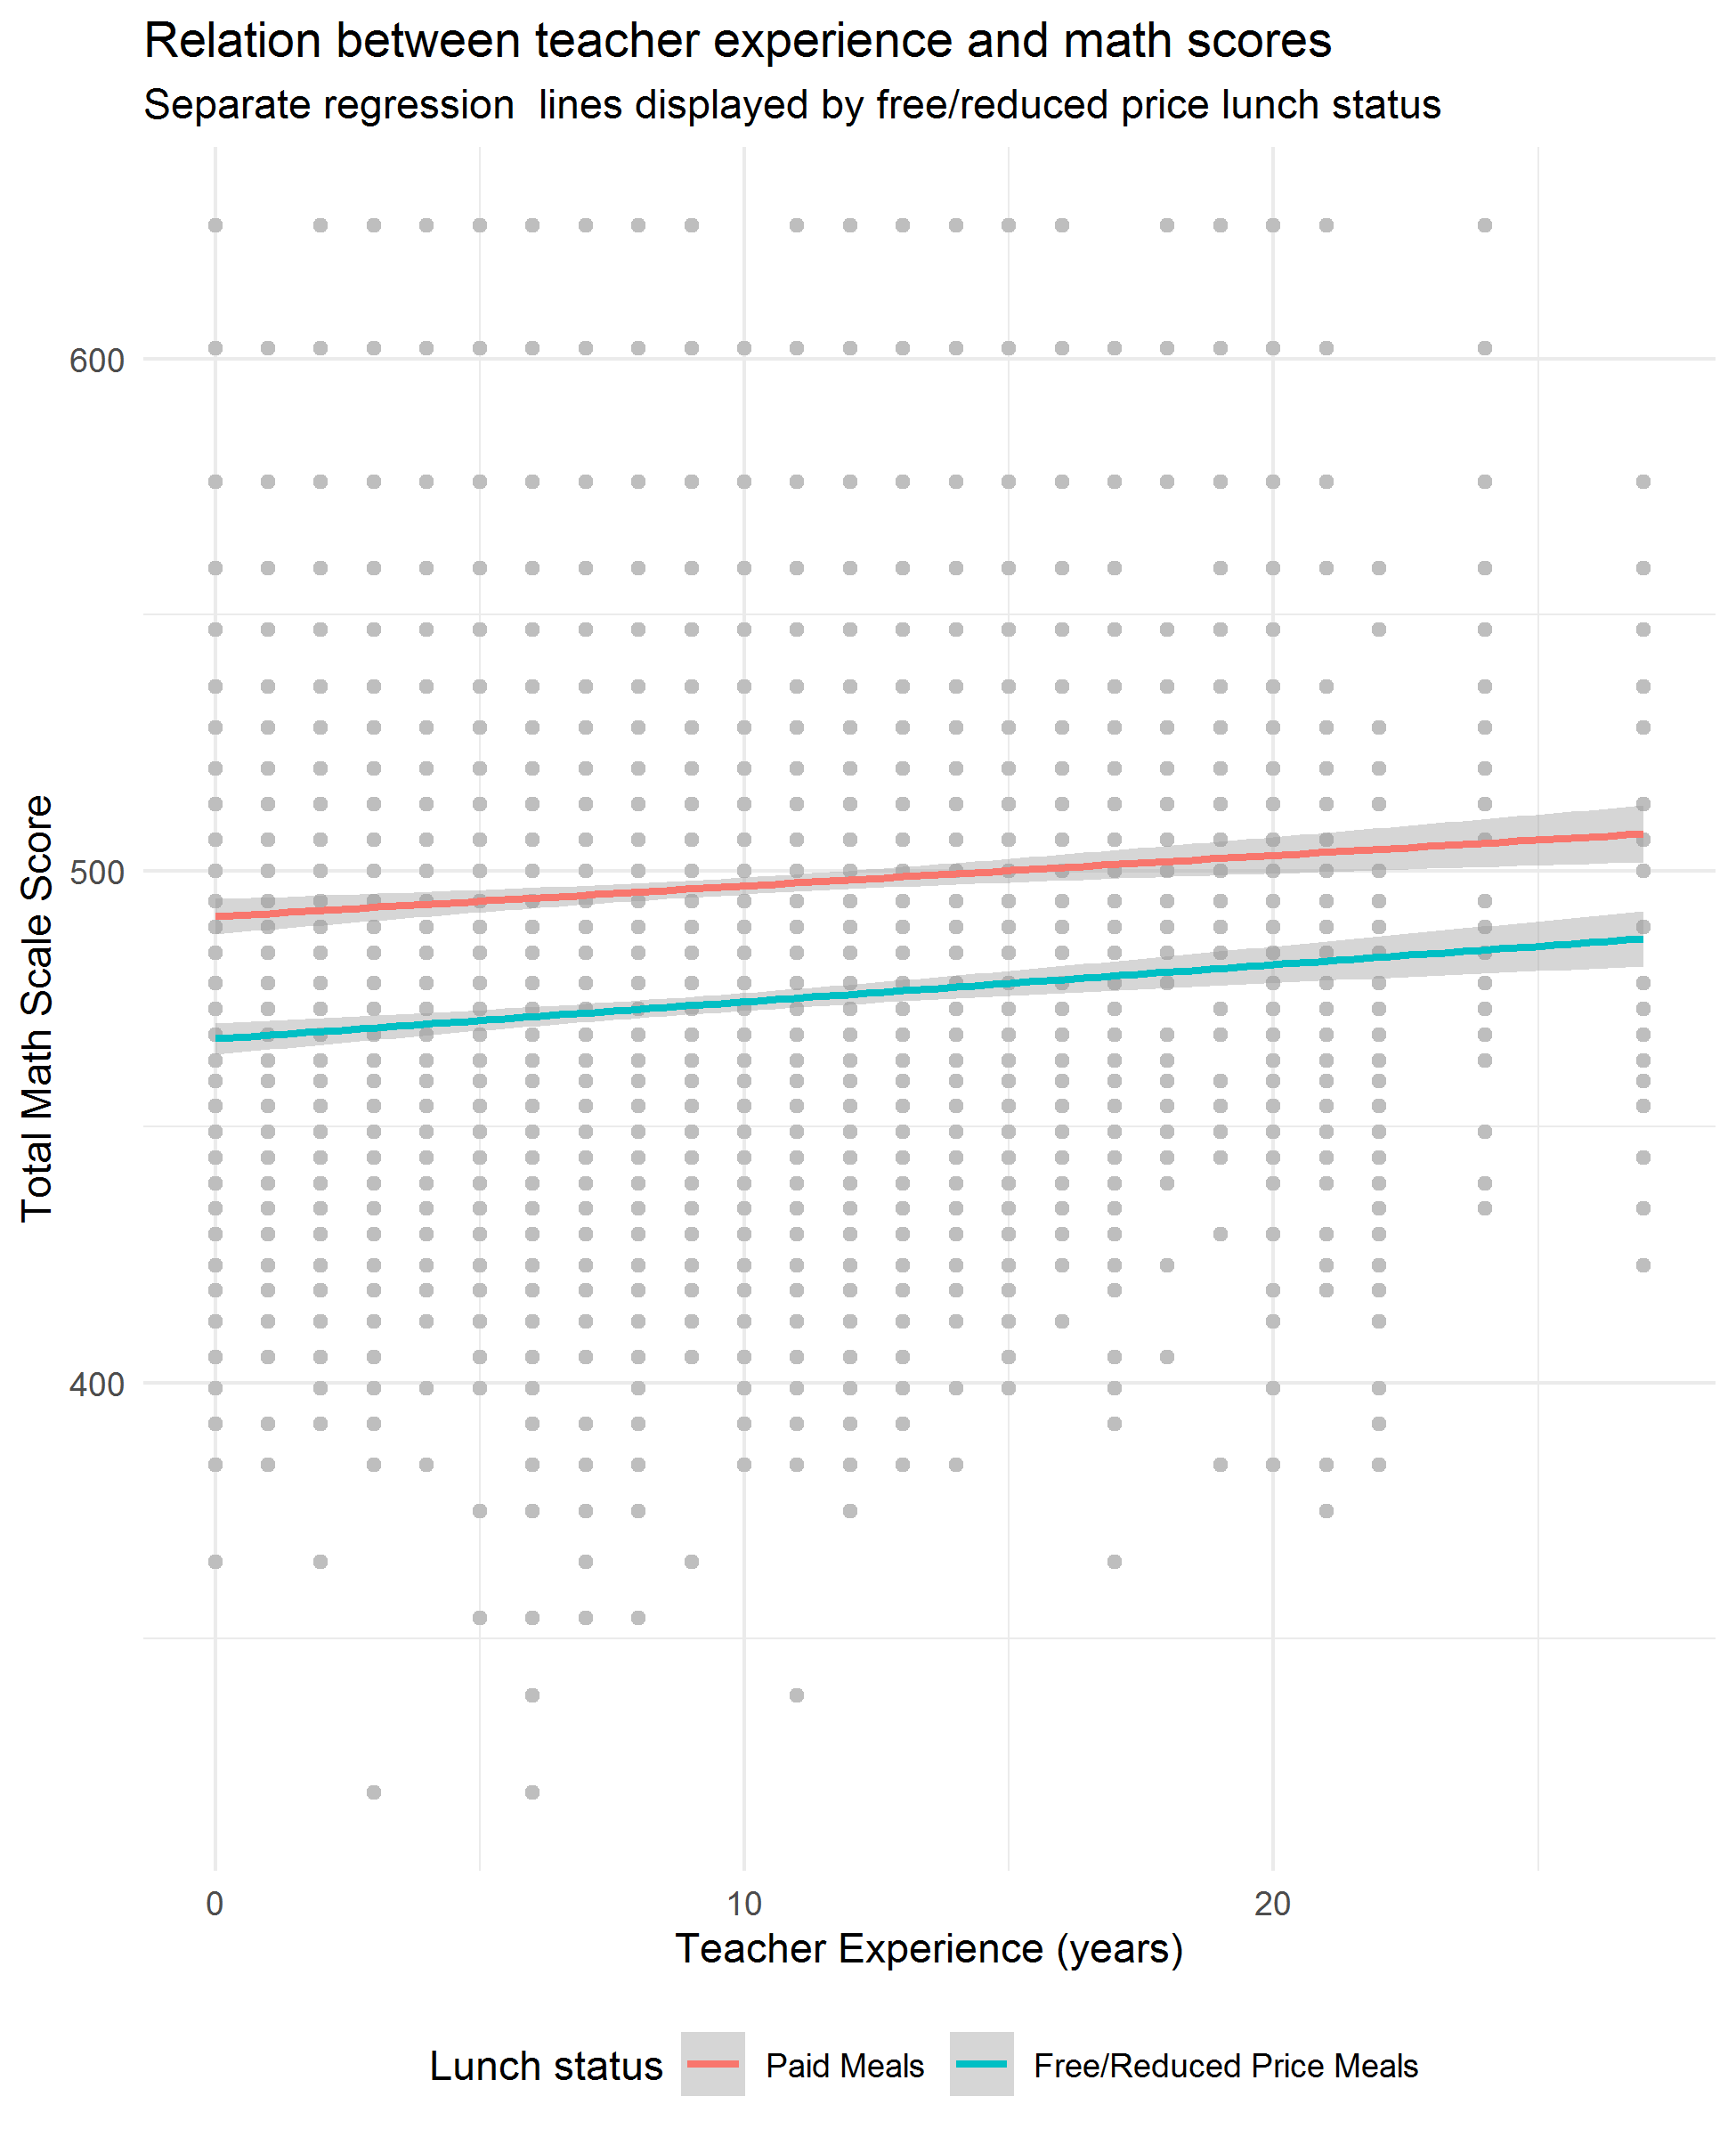 Relation between teacher experience and math scores
Separate regression  lines displayed by free/reduced price lunch status
Total Math Scale Score
600
500
400
0 10 20
Teacher Experience (years)
Lunch status Paid Meals Free/Reduced Price Meals